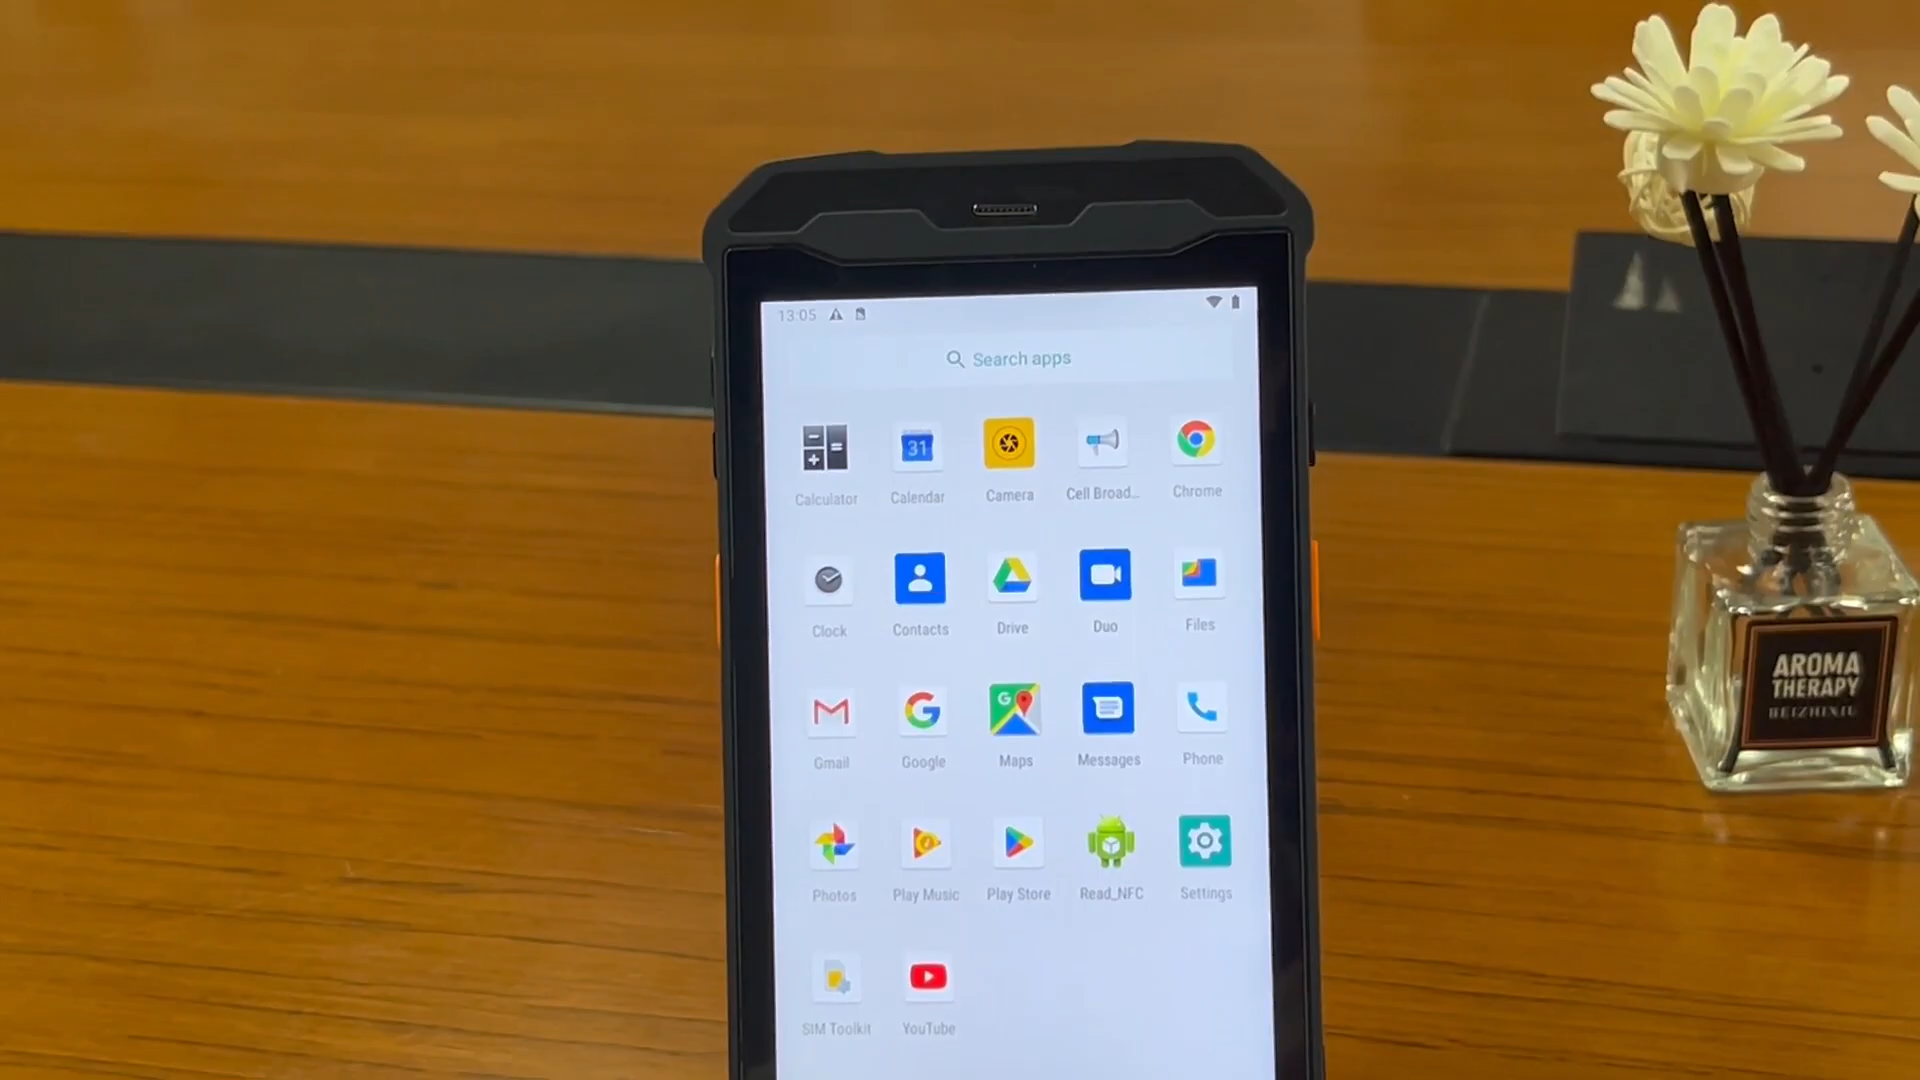 13:05
Search apps
31
Calculator
Calendar
Camera
Cell Broad...
Chrome
Clock
Contacts
Drive
Duo
Files
G
Gmail
Google
Maps
Messages
Phone
Photos
Play Music
Play Store
Read_NFC
Settings
SIM Toolkit
YouTube
AROMA
THERAPY